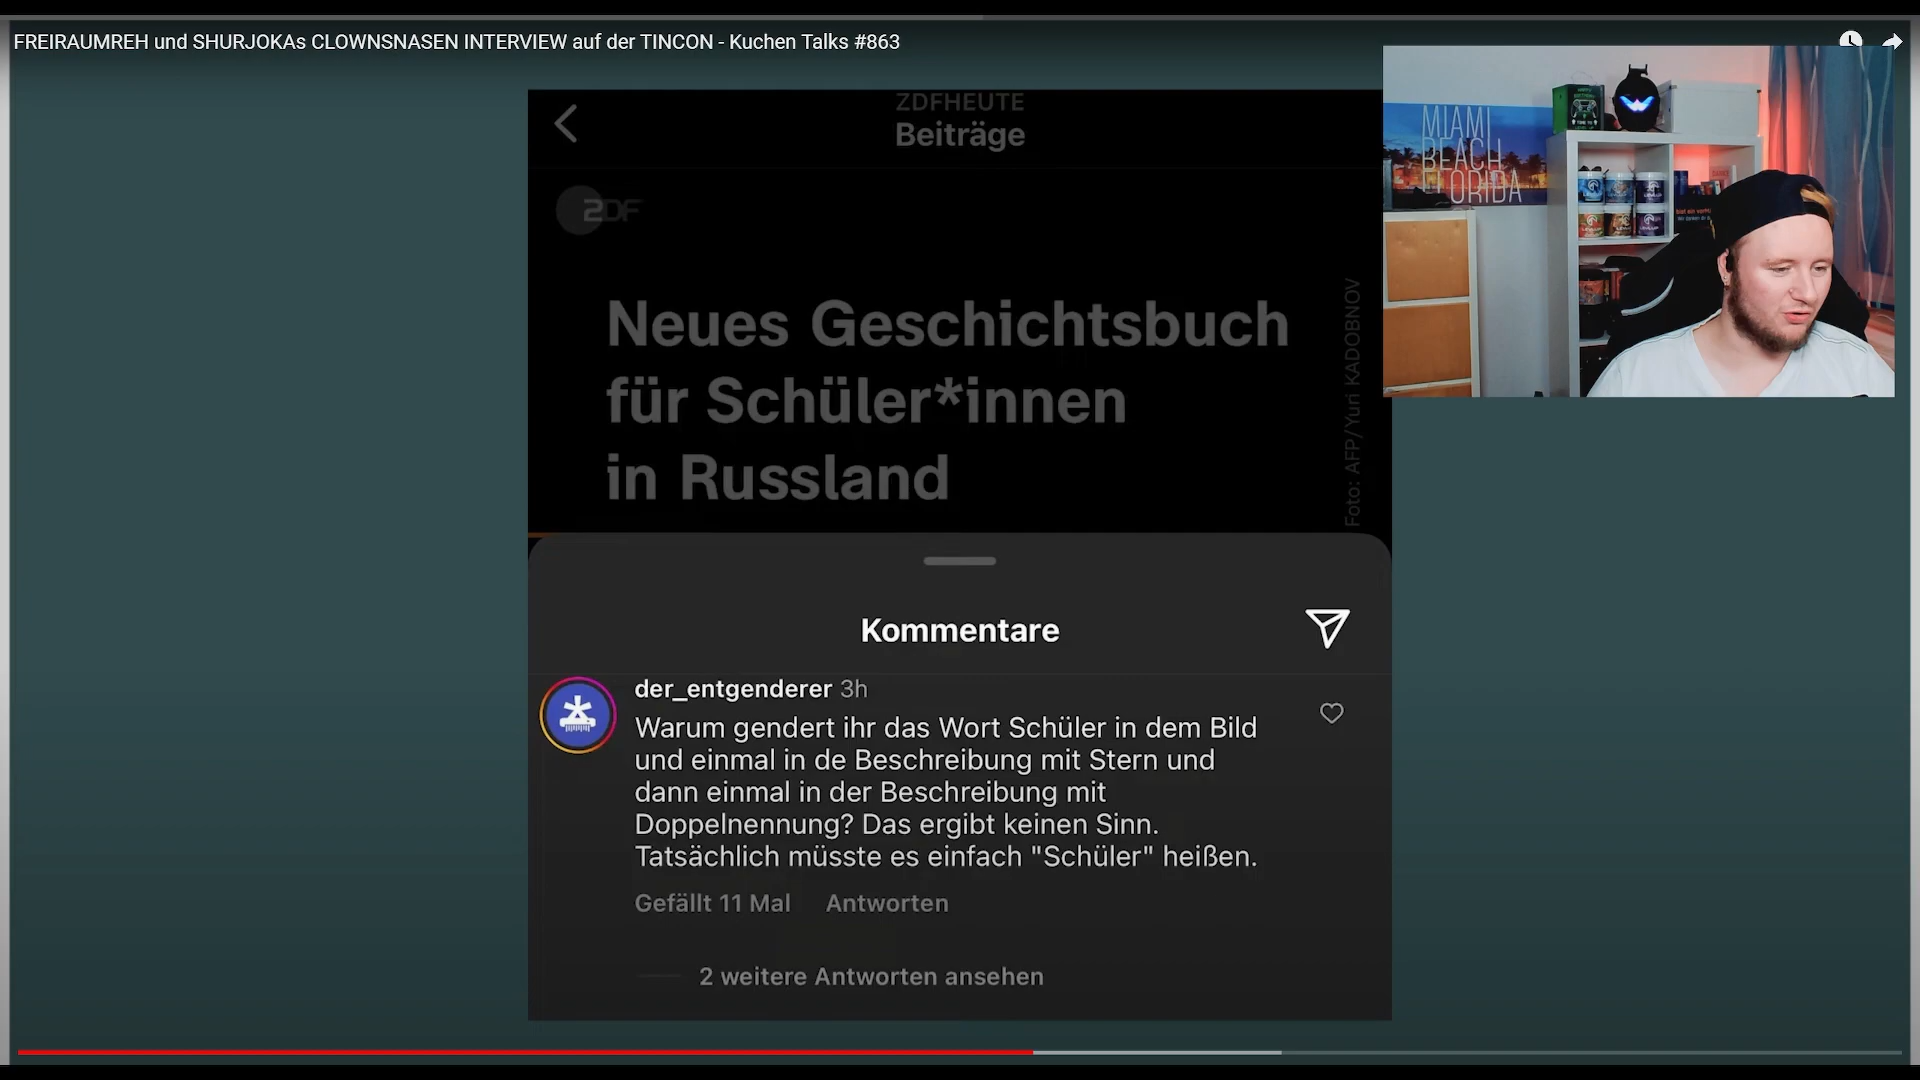 FREIRAUMREH und SHURJOKAs CLOWNSNASEN INTERVIEW auf der TINCON - Kuchen Talks #863
ZDFHEUTE
Beiträge
ZDF
Neues Geschichtsbuch
für Schüler*innen
in Russland
Foto: AFP/Yuri KADOBNOV
MIAMI
BEACH
FLORIDA
Kommentare
der_entgenderer 3h
Warum gendert ihr das Wort Schüler in dem Bild
und einmal in de Beschreibung mit Stern und
dann einmal in der Beschreibung mit
Doppelnennung? Das ergibt keinen Sinn.
Tatsächlich müsste es einfach "Schüler" heißen.
Gefällt 11 Mal Antworten
2 weitere Antworten ansehen